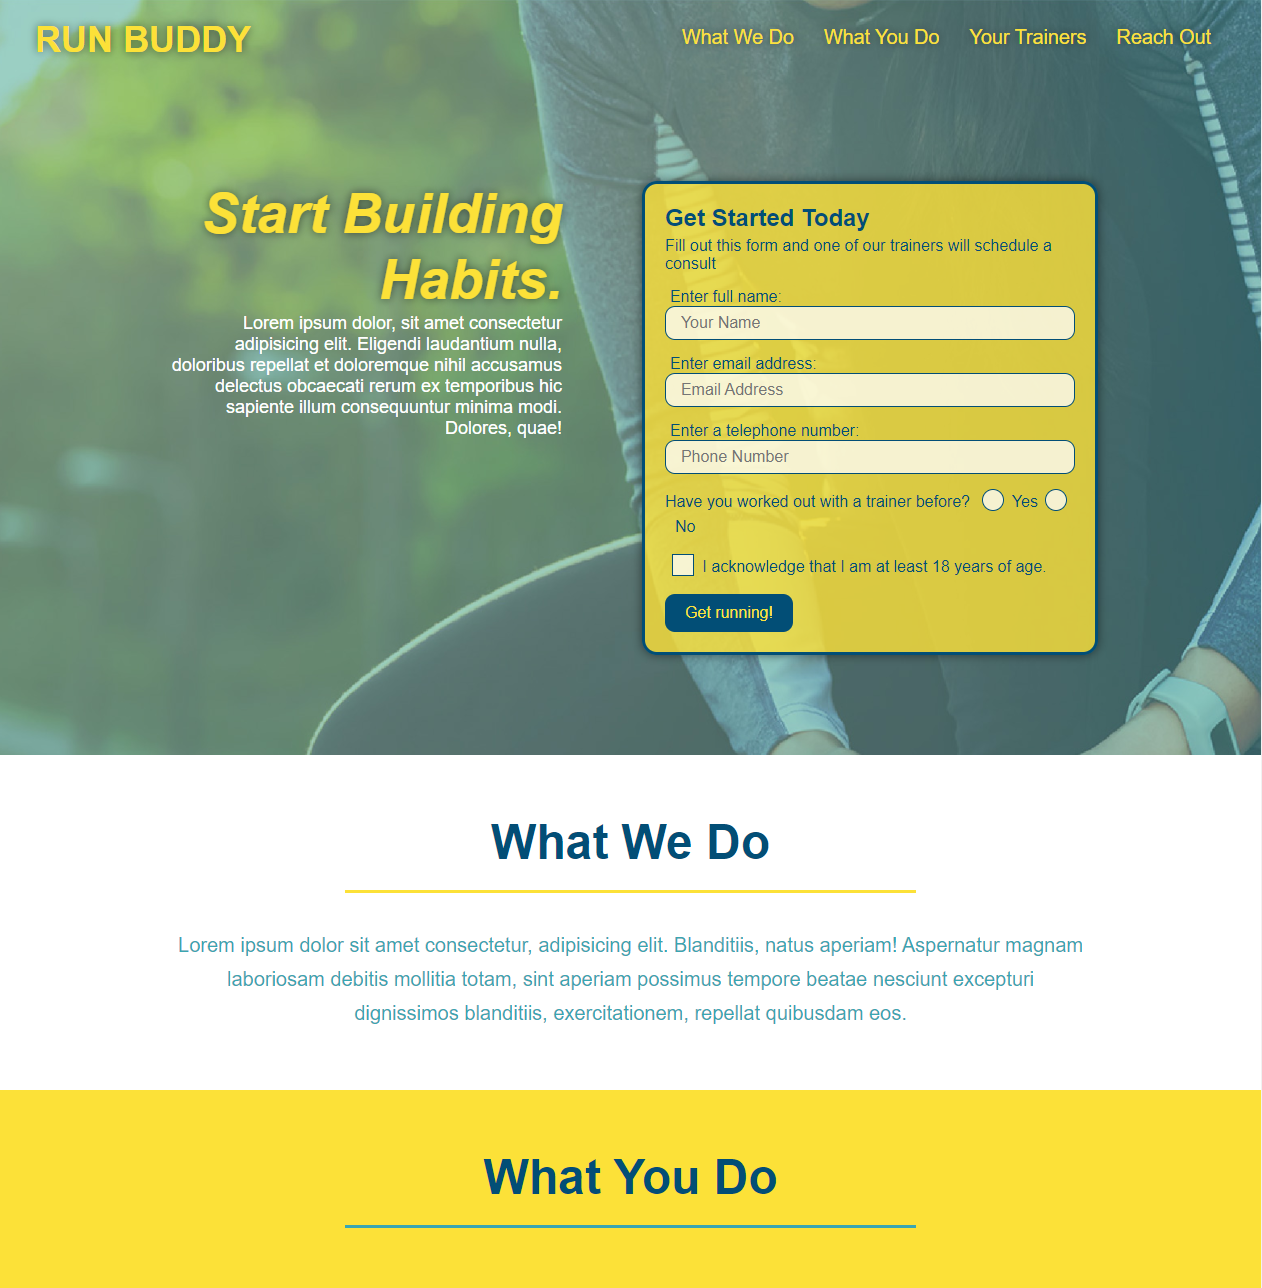 RUN BUDDY
What We Do What You Do Your Trainers Reach Out
Start Building
Habits.
Lorem ipsum dolor, sit amet consectetur
adipisicing elit. Eligendi laudantium nulla,
doloribus repellat et doloremque nihil accusamus
delectus obcaecati rerum ex temporibus hic
sapiente illum consequuntur minima modi.
Dolores, quae!
Get Started Today
Fill out this form and one of our trainers will schedule a
consult
Enter full name:
Your Name
Enter email address:
Email Address
Enter a telephone number:
Phone Number
Have you worked out with a trainer before? Yes
No
I acknowledge that I am at least 18 years of age.
Get running!
What We Do
Lorem ipsum dolor sit amet consectetur, adipisicing elit. Blanditiis, natus aperiam! Aspernatur magnam
laboriosam debitis mollitia totam, sint aperiam possimus tempore beatae nesciunt excepturi
dignissimos blanditiis, exercitationem, repellat quibusdam eos.
What You Do